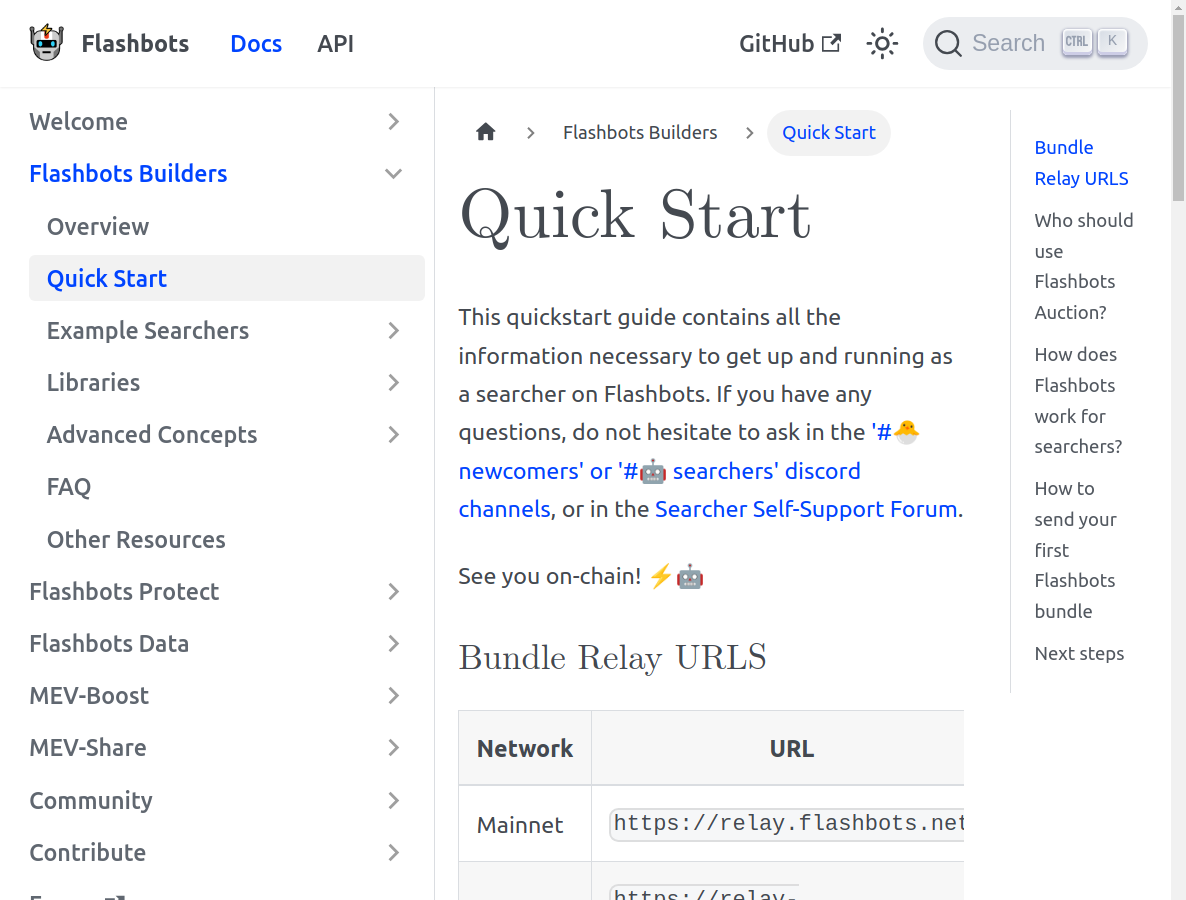 Flashbots
Docs
API
GitHub
Search
CTRL
K
Welcome
Flashbots Builders
Overview
Quick Start
Example Searchers
Libraries
Advanced Concepts
FAQ
Other Resources
Flashbots Protect
Flashbots Data
MEV-Boost
MEV-Share
Community
Contribute
Flashbots Builders
Quick Start
Quick Start
This quickstart guide contains all the
information necessary to get up and running as
a searcher on Flashbots. If you have any
questions, do not hesitate to ask in the '#🐣
newcomers' or '#🤖 searchers' discord
channels, or in the Searcher Self-Support Forum.
See you on-chain! ⚡🤖
Bundle Relay URLS
Network
URL
Mainnet
https://relay.flashbots.net
https://relay-
Bundle
Relay URLS
Who should
use
Flashbots
Auction?
How does
Flashbots
work for
searchers?
How to
send your
first
Flashbots
bundle
Next steps